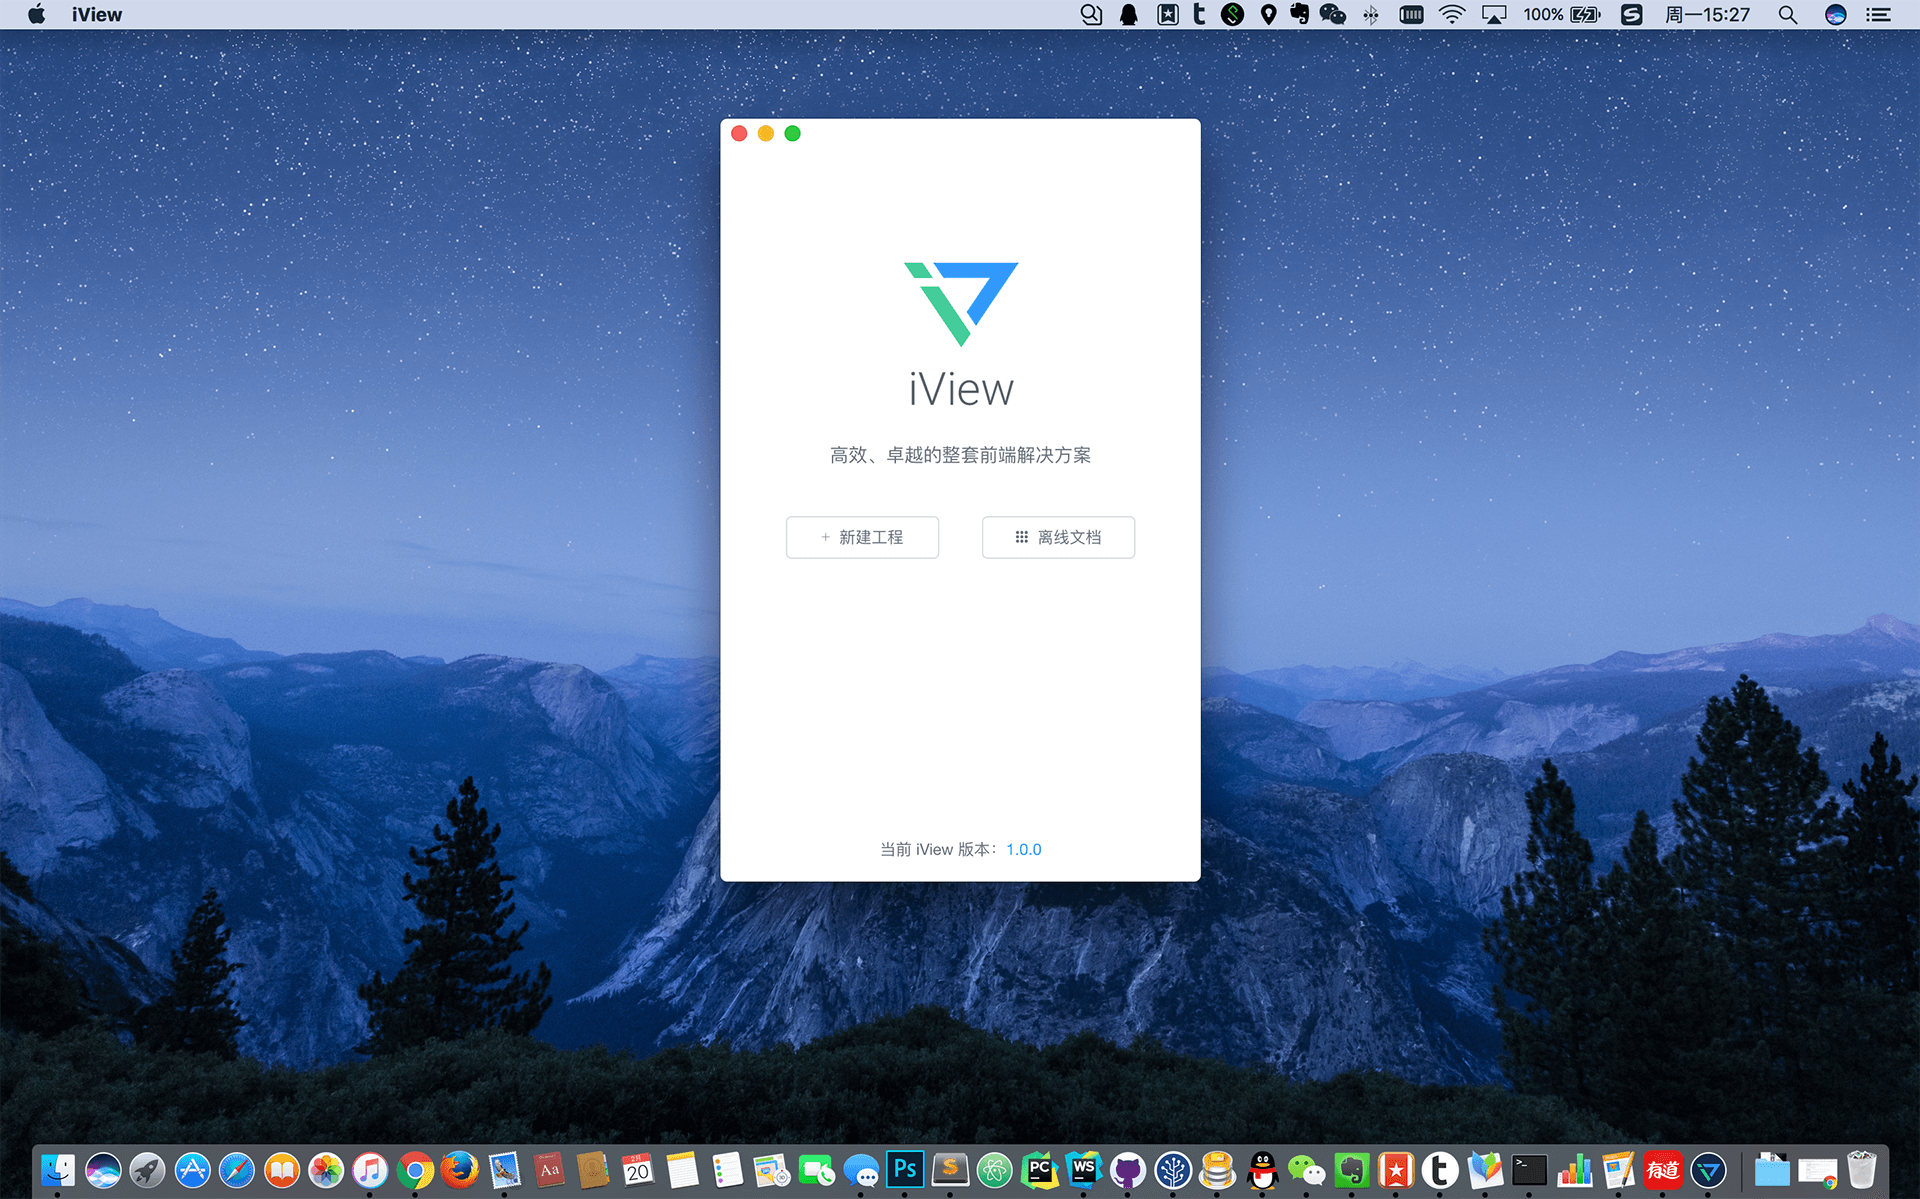 iView
100%
周一15:27
iView
高效、卓越的整套前端解决方案
+ 新建工程
离线文档
当前 iView 版本：1.0.0
Aa
2月
20
Ps
S
PC
WS
t
>_
有道